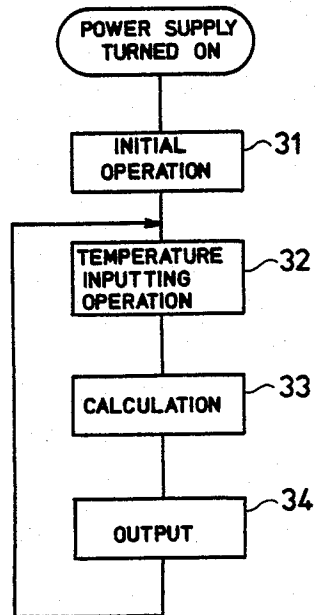 POWER SUPPLY
TURNED ON
INITIAL
OPERATION
31
TEMPERATURE
INPUTTING
OPERATION
32
CALCULATION
33
OUTPUT
34